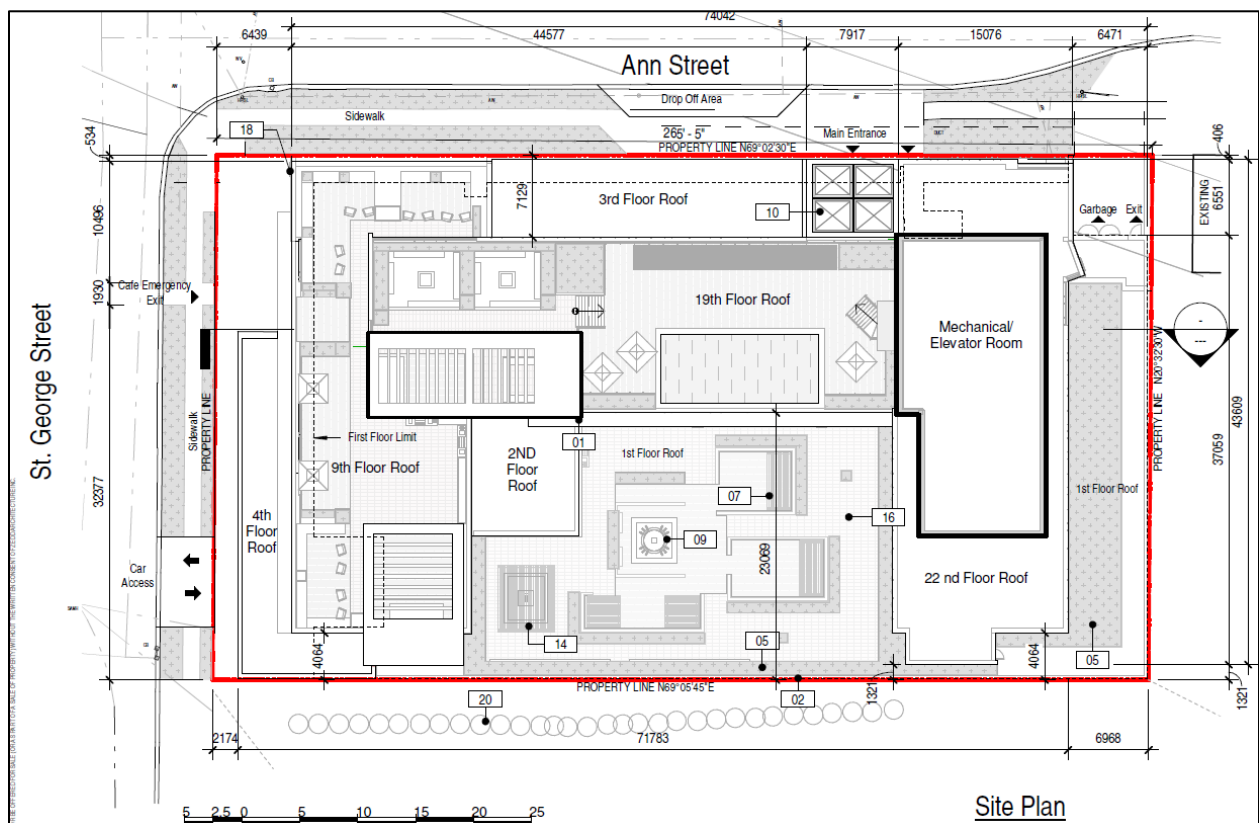 74042
6439
44577
7917
15076
6471
Ann Street
Drop Off Area
Sidewalk
265' - 5"
Main Entrance
PROPERTY LINE N69°02'30"E
18
534
406
3rd Floor Roof
7129
10
Garbage
Exit
EXISTING
6551
10496
1930
Cafe Emergency
Exit
19th Floor Roof
Mechanical/
Elevator Room
-
---
St. George Street
Sidewalk
PROPERTY LINE
PROPERTY LINE N20°32'30"W
43609
37059
First Floor Limit
9th Floor Roof
01
2ND
Floor
Roof
1st Floor Roof
07
16
1st Floor Roof
32377
4th
Floor
Roof
09
23069
Car
Access
22 nd Floor Roof
14
05
05
4064
4064
1321
1321
PROPERTY LINE N69°05'45"E
02
20
2174
71783
6968
5 2.5 0 5 10 15 20 25
Site Plan